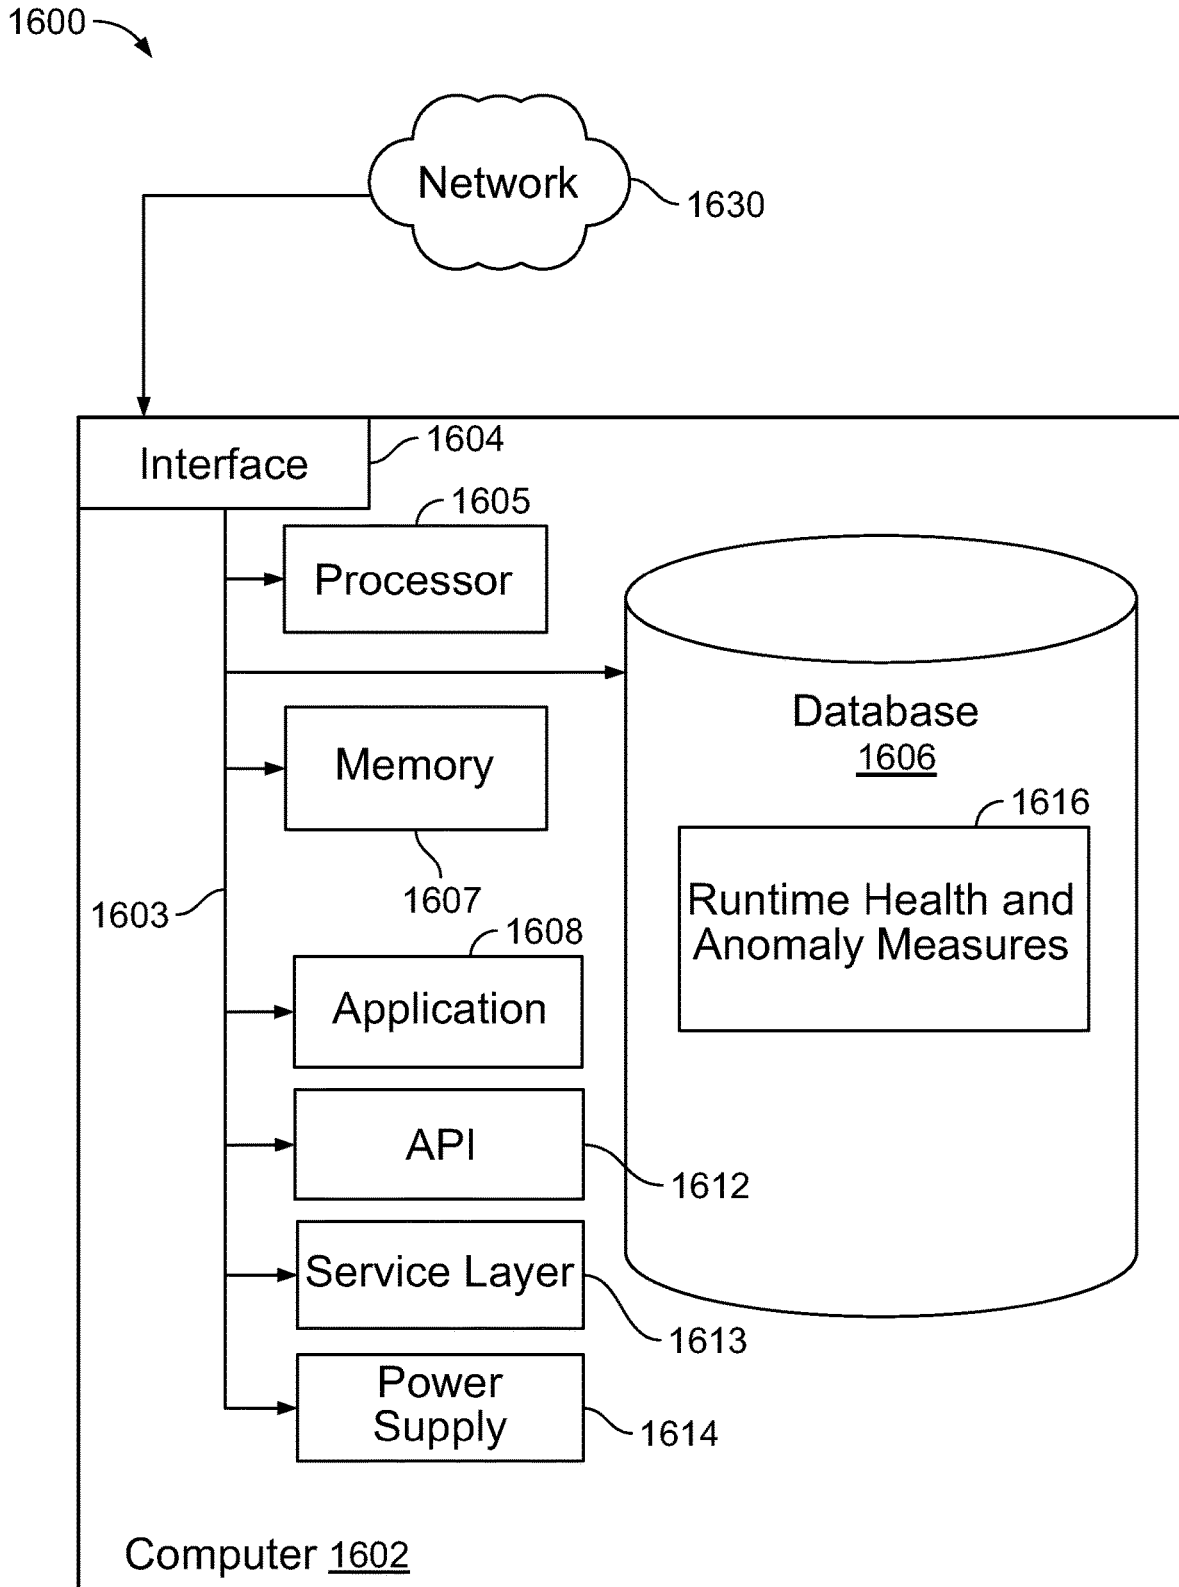 1600
Network
1630
Interface
1604
1605
Processor
Database
1606
Memory
1616
1607
Runtime Health and
Anomaly Measures
1603
1608
Application
API
1612
Service Layer
1613
Power
Supply
1614
Computer 1602